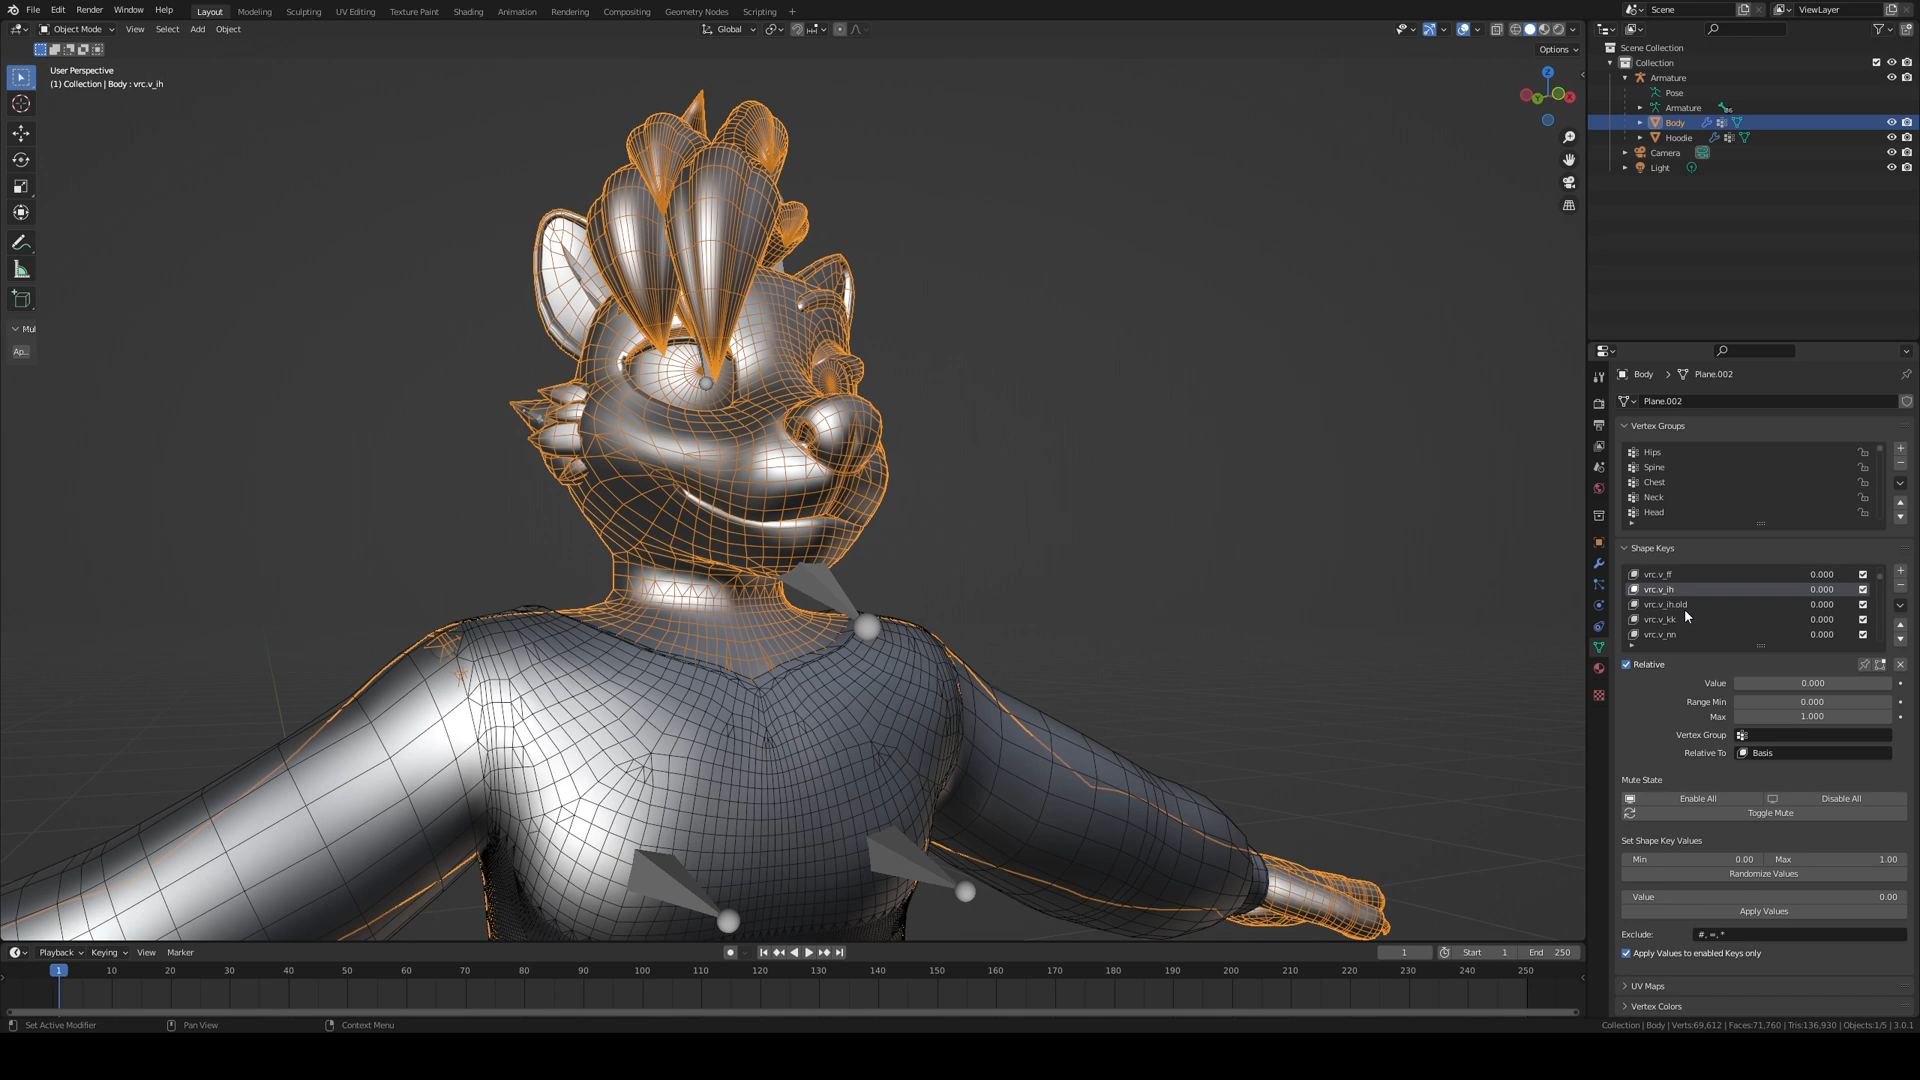 File Edit Render Window Help Layout Modeling Sculpting UV Editing Texture Paint Shading Animation Rendering Compositing Geometry Nodes Scripting + Scene ViewLayer
Object Mode View Select Add Object Global
Options
User Perspective
(1) Collection | Body : vrc.v_ih
Z
Y
X
Mul
Ap...
Scene Collection
Collection
Armature
Pose
Armature
Body
Hoodie
Camera
Light
Body > Plane.002
Plane.002
Vertex Groups
Hips
Spine
Chest
Neck
Head
Shape Keys
vrc.v_ff 0.000
vrc.v_ih 0.000
vrc.v_ih.old 0.000
vrc.v_kk 0.000
vrc.v_nn 0.000
Relative
Value 0.000
Range Min 0.000
Max 1.000
Vertex Group
Relative To Basis
Mute State
Enable All Disable All
Toggle Mute
Set Shape Key Values
Min 0.00 Max 1.00
Randomize Values
Value 0.00
Apply Values
Exclude: #,=,*
Apply Values to enabled Keys only
UV Maps
Vertex Colors
Playback Keying View Marker 1 Start 1 End 250
1 10 20 30 40 50 60 70 80 90 100 110 120 130 140 150 160 170 180 190 200 210 220 230 240 250
Set Active Modifier Pan View Context Menu Collection | Body | Verts:69,612 | Faces:71,760 | Tris:136,930 | Objects:1/5 | 3.0.1